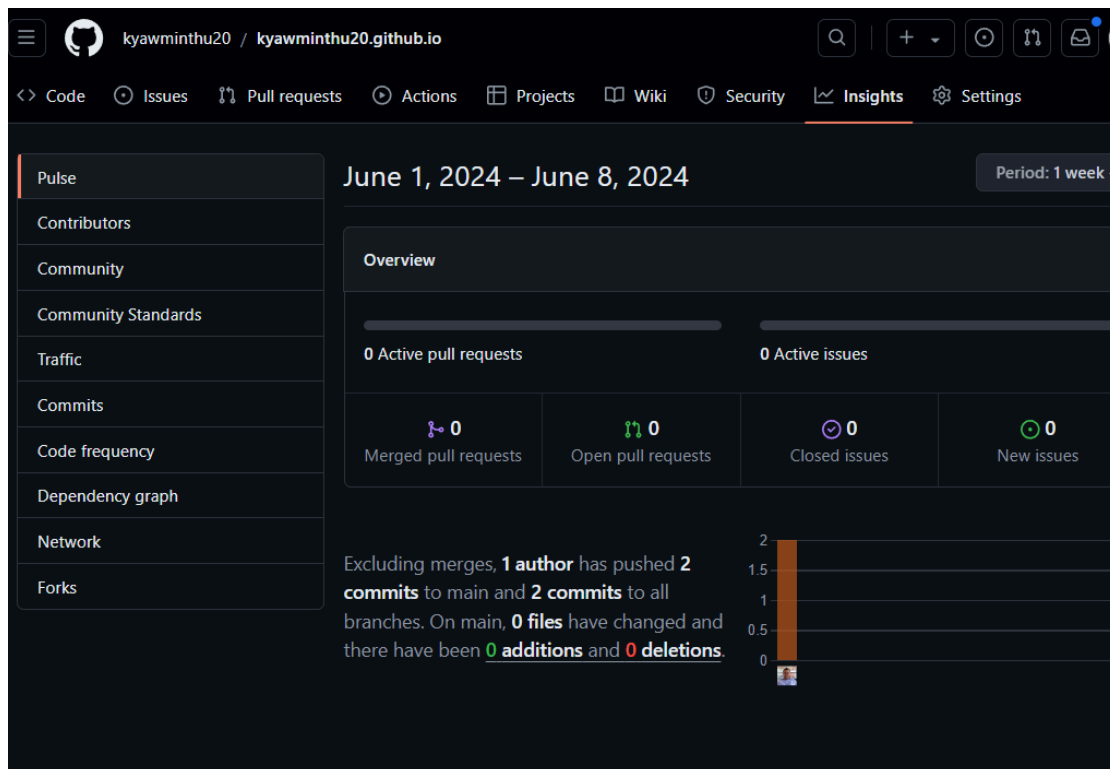 kyawminthu20 / kyawminthu20.github.io
Code Issues Pull requests Actions Projects Wiki Security Insights Settings
Pulse
Contributors
Community
Community Standards
Traffic
Commits
Code frequency
Dependency graph
Network
Forks
June 1, 2024 – June 8, 2024
Period: 1 week
Overview
0 Active pull requests
0 Active issues
0
Merged pull requests
0
Open pull requests
0
Closed issues
0
New issues
Excluding merges, 1 author has pushed 2
commits to main and 2 commits to all
branches. On main, 0 files have changed and
there have been 0 additions and 0 deletions.
2
1.5
1
0.5
0